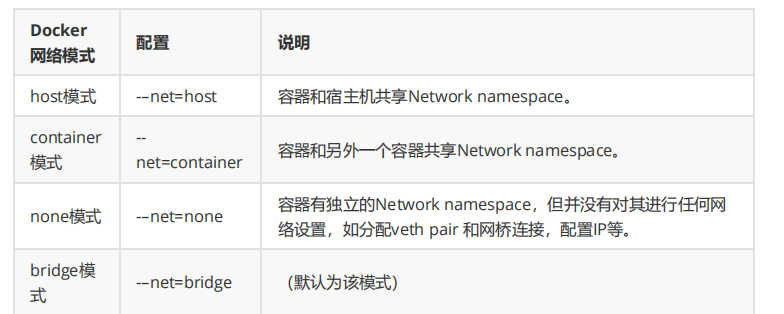 Docker
网络模式
配置
说明
host模式
--net=host
容器和宿主机共享Network namespace。
container
模式
--
net=container
容器和另外一个容器共享Network namespace。
none模式
--net=none
容器有独立的Network namespace，但并没有对其进行任何网
络设置，如分配veth pair 和网桥连接，配置IP等。
bridge模
式
--net=bridge
（默认为该模式）